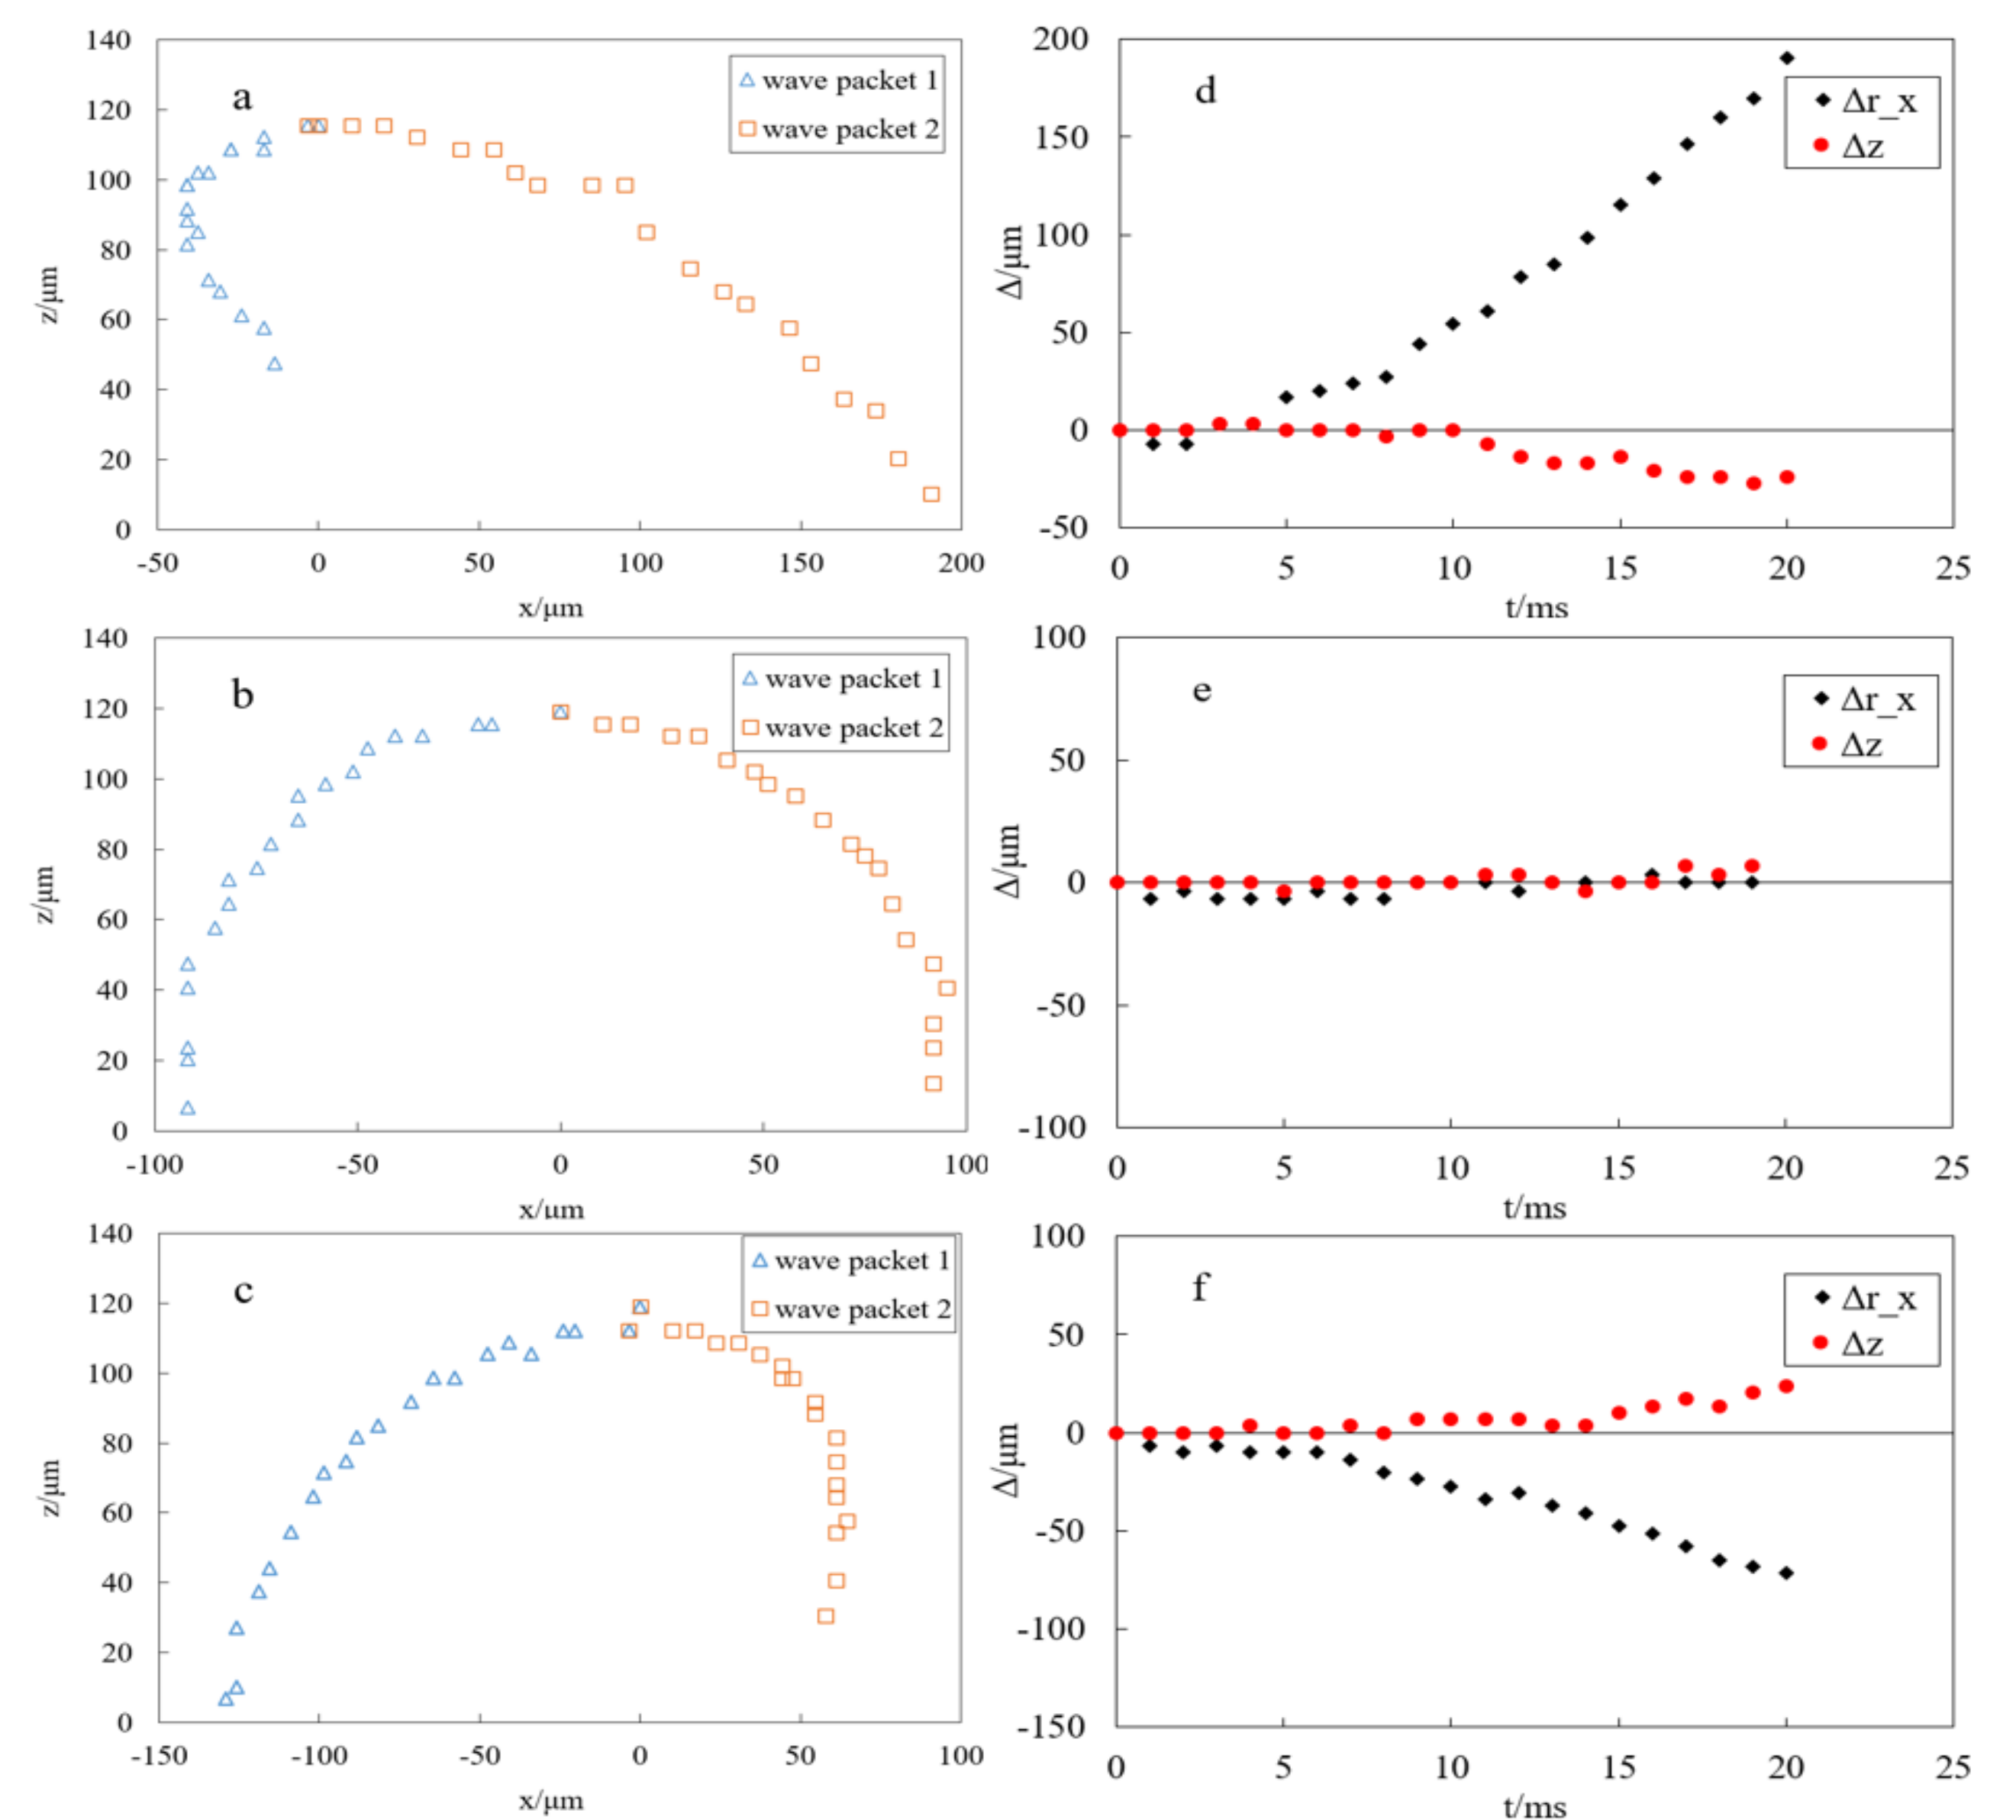 a
wave packet 1
wave packet 2
140
120
100
80
60
40
20
0
z/μm
-50
0
50
100
150
200
x/μm
d
Δr_x
Δz
200
150
100
50
0
-50
Δ/μm
0
5
10
15
20
25
t/ms
b
wave packet 1
wave packet 2
140
120
100
80
60
40
20
0
z/μm
-100
-50
0
50
100
x/μm
e
Δr_x
Δz
100
50
0
-50
-100
Δ/μm
0
5
10
15
20
25
t/ms
c
wave packet 1
wave packet 2
140
120
100
80
60
40
20
0
z/μm
-150
-100
-50
0
50
100
x/μm
f
Δr_x
Δz
100
50
0
-50
-100
-150
Δ/μm
0
5
10
15
20
25
t/ms